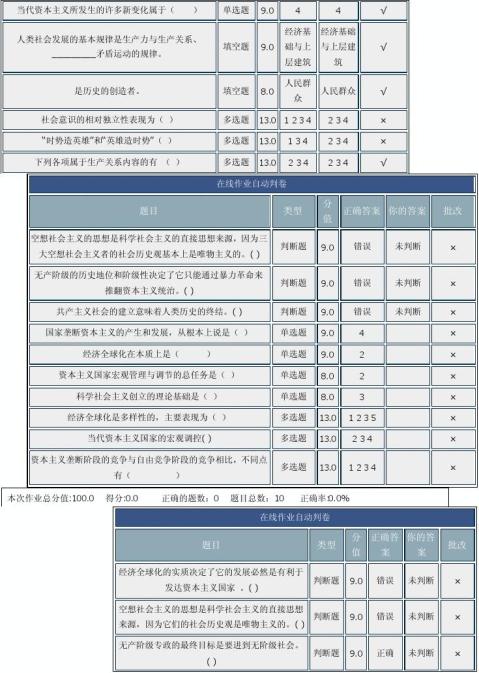 当代资本主义所发生的许多新变化属于（ ） 单选题 9.0 4 4 √
人类社会发展的基本规律是生产力与生产关系、________矛盾运动的规律。 填空题 9.0 经济基础与上层建筑 经济基础与上层建筑 √
是历史的创造者。 填空题 8.0 人民群众 人民群众 √
社会意识的相对独立性表现为（ ） 多选题 13.0 1 2 3 4 2 3 4 ×
“时势造英雄”和“英雄造时势”（ ） 多选题 13.0 1 3 4 2 3 4 ×
下列各项属于生产关系内容的有 （ ） 多选题 13.0 2 3 4 2 3 4 √
在线作业自动判卷
题目 类型 分值 正确答案 你的答案 批改
空想社会主义的思想是科学社会主义的直接思想来源，因为三大空想社会主义者的社会历史观基本上是唯物主义的。( ) 判断题 9.0 错误 未判断 ×
无产阶级的历史地位和阶级性决定了它只能通过暴力革命来推翻资本主义统治。( ) 判断题 9.0 错误 未判断 ×
共产主义社会的建立意味着人类历史的终结。( ) 判断题 9.0 错误 未判断 ×
国家垄断资本主义的产生和发展，从根本上说是（ ） 单选题 9.0 4 ×
经济全球化在本质上是（ ） 单选题 9.0 2 ×
资本主义国家宏观管理与调节的总任务是（ ） 单选题 8.0 2 ×
科学社会主义创立的理论基础是（ ） 单选题 8.0 3 ×
经济全球化是多样性的，主要表现为（ ） 多选题 13.0 1 2 3 5 ×
当代资本主义国家的宏观调控( ) 多选题 13.0 2 3 4 ×
资本主义垄断阶段的竞争与自由竞争阶段的竞争相比，不同点有（ ） 多选题 13.0 1 2 3 4 ×
本次作业总分值:100.0 得分:0.0 正确的题数：0 题目总数：10 正确率:0.0%
在线作业自动判卷
题目 类型 分值 正确答案 你的答案 批改
经济全球化的实质决定了它的发展必然是有利于发达资本主义国家 。( ) 判断题 9.0 错误 未判断 ×
空想社会主义的思想是科学社会主义的直接思想来源，因为它们的社会历史观是唯物主义的。( ) 判断题 9.0 错误 未判断 ×
无产阶级专政的最终目标是要进到无阶级社会。( ) 判断题 9.0 正确 未判断 ×